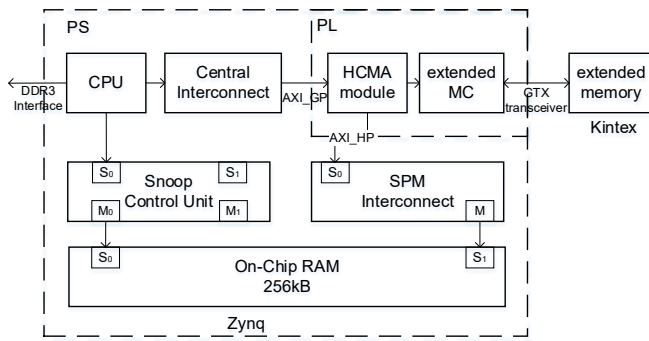 PS
PL
CPU
Central
Interconnect
HCMA
module
extended
MC
extended
memory
DDR3
Interface
AXI_GP
GTX
transceiver
Kintex
AXI_HP
S0
S1
Snoop
Control Unit
M0
M1
S0
SPM
Interconnect
M
S0
S1
On-Chip RAM
256kB
Zynq